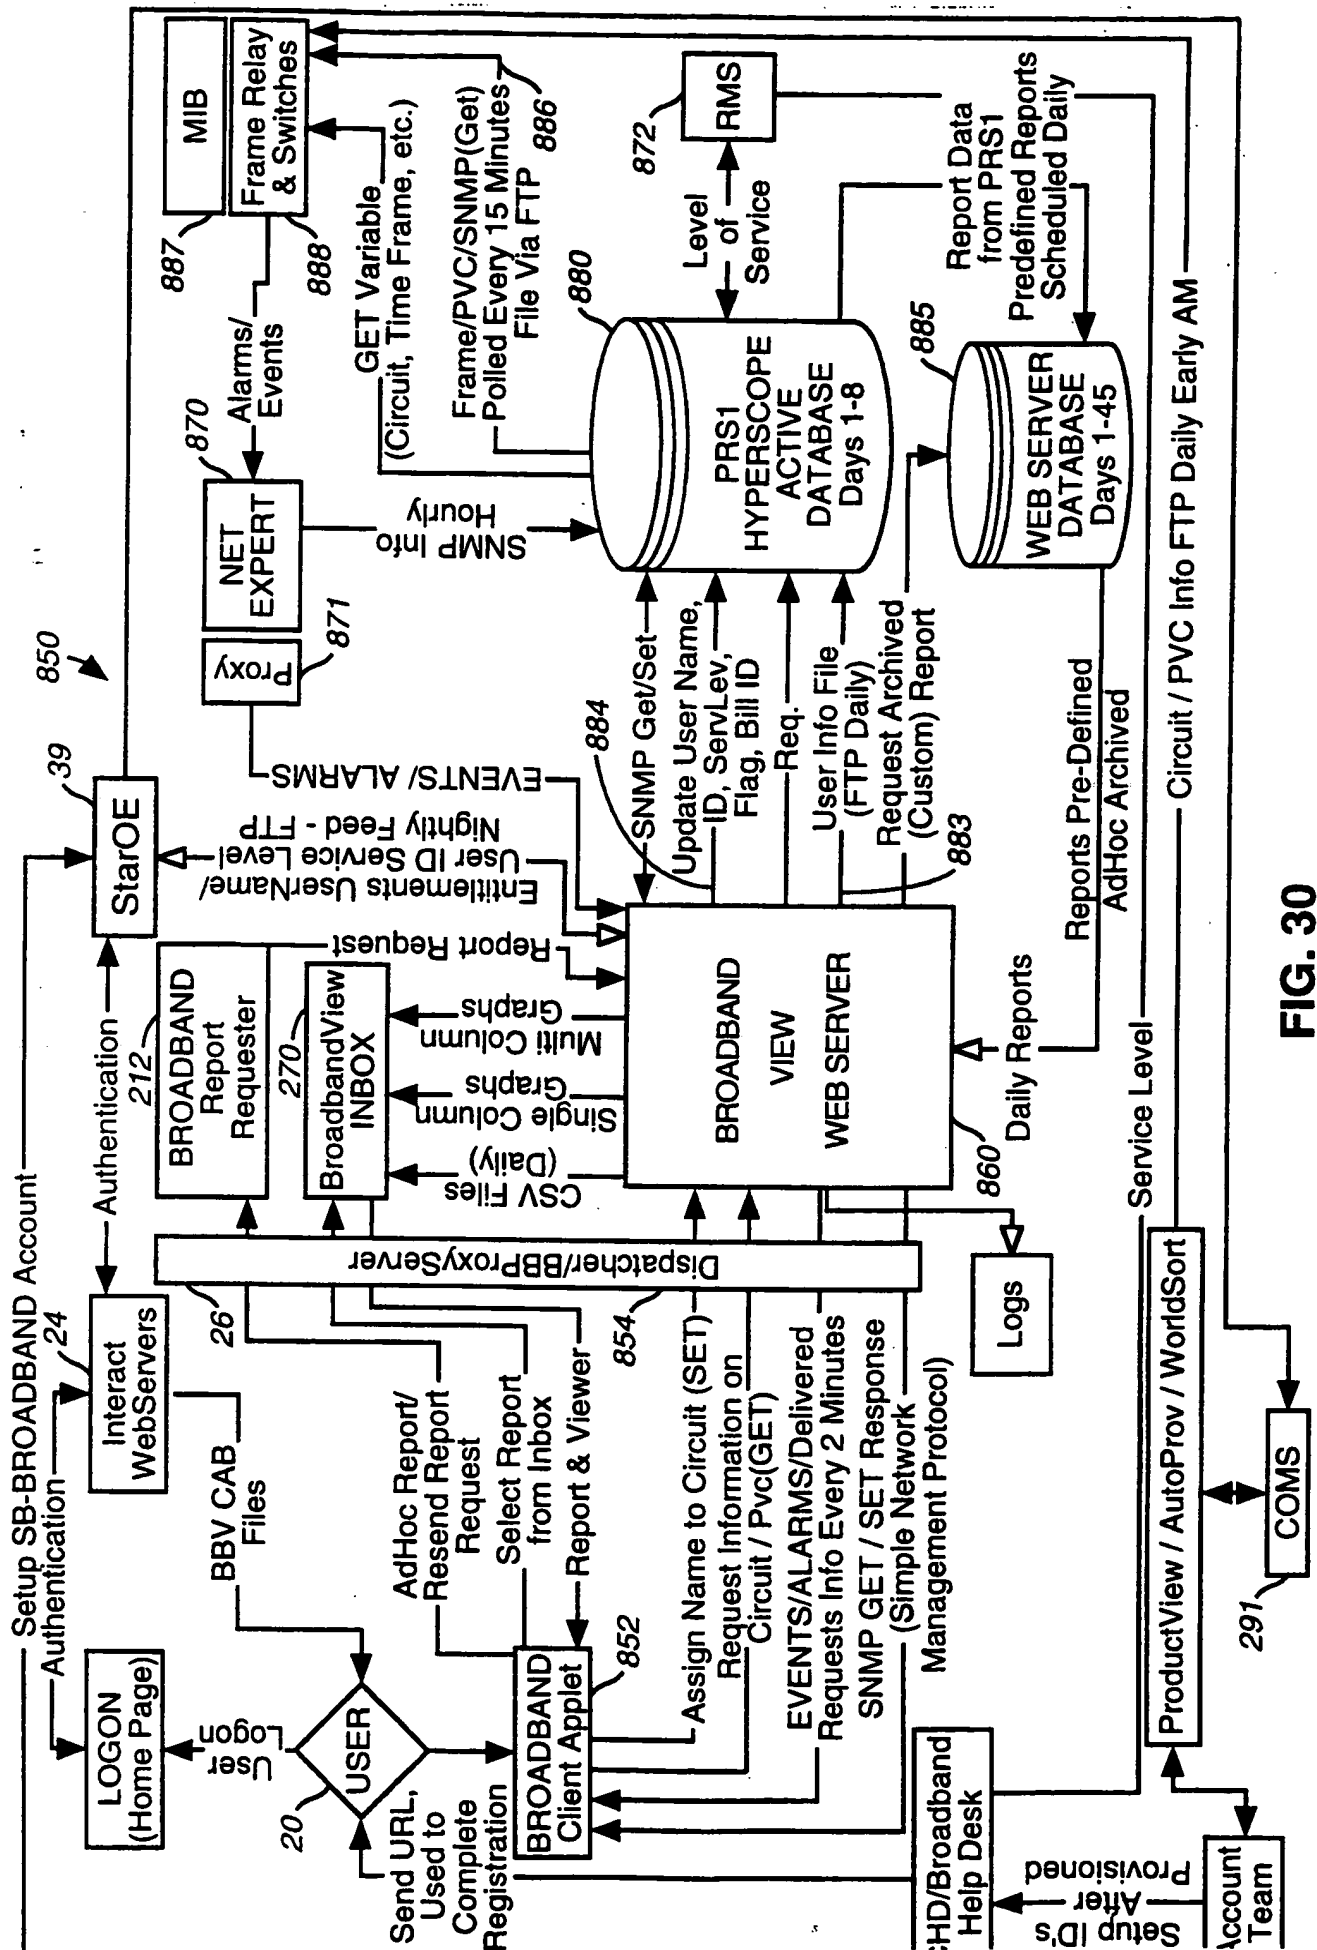 Setup SB-BROADBAND Account
LOGON
(Home Page)
Authentication
24
Interact
WebServers
Authentication
39
StarOE
850
User
Logon
20
USER
BBV CAB
Files
Send URL,
Used to
Complete
Registration
BROADBAND
Client Applet
852
AdHoc Report/
Resend Report
Request
Select Report
from Inbox
Report & Viewer
26
Dispatcher/BBProxyServer
854
212
BROADBAND
Report
Requester
270
BroadbandView
INBOX
Report Request
CSV Files
(Daily)
Single Column
Graphs
Multi Column
Graphs
Entitlements UserName/
User ID Service Level
Nightly Feed - FTP
EVENTS/ ALARMS
Proxy
871
NET
EXPERT
870
Alarms/
Events
MIB
887
Frame Relay
& Switches
888
SNMP Info
Hourly
GET Variable
(Circuit, Time Frame, etc.)
Frame/PVC/SNMP(Get)
Polled Every 15 Minutes
File Via FTP
886
Assign Name to Circuit (SET)
Request Information on
Circuit / Pvc(GET)
EVENTS/ALARMS/Delivered
Requests Info Every 2 Minutes
SNMP GET / SET Response
(Simple Network
Management Protocol)
BROADBAND
VIEW
WEB SERVER
860
Logs
884
SNMP Get/Set
Update User Name,
ID, ServLev,
Flag, Bill ID
Req.
User Info File
(FTP Daily)
Request Archived
(Custom) Report
883
880
PRS1
HYPERSCOPE
ACTIVE
DATABASE
Days 1-8
Level
of
Service
872
RMS
885
WEB SERVER
DATABASE
Days 1-45
Report Data
from PRS1
Predefined Reports
Scheduled Daily
Reports Pre-Defined
AdHoc Archived
Daily Reports
CHD/Broadband
Help Desk
Service Level
Setup ID's
After
Provisioned
Account
Team
ProductView / AutoProv / WorldSort
Circuit / PVC Info FTP Daily Early AM
291
COMS
FIG. 30